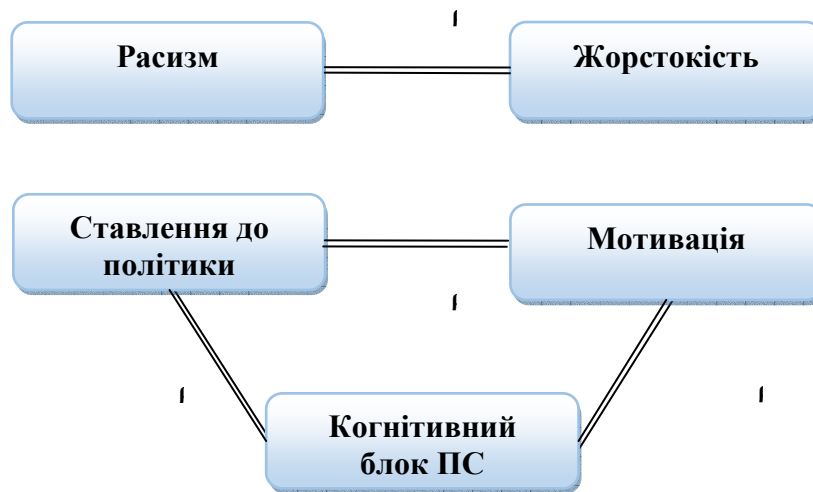 Расизм
Жорстокість
Ставлення до
політики
Мотивація
Когнітивний
блок ПС